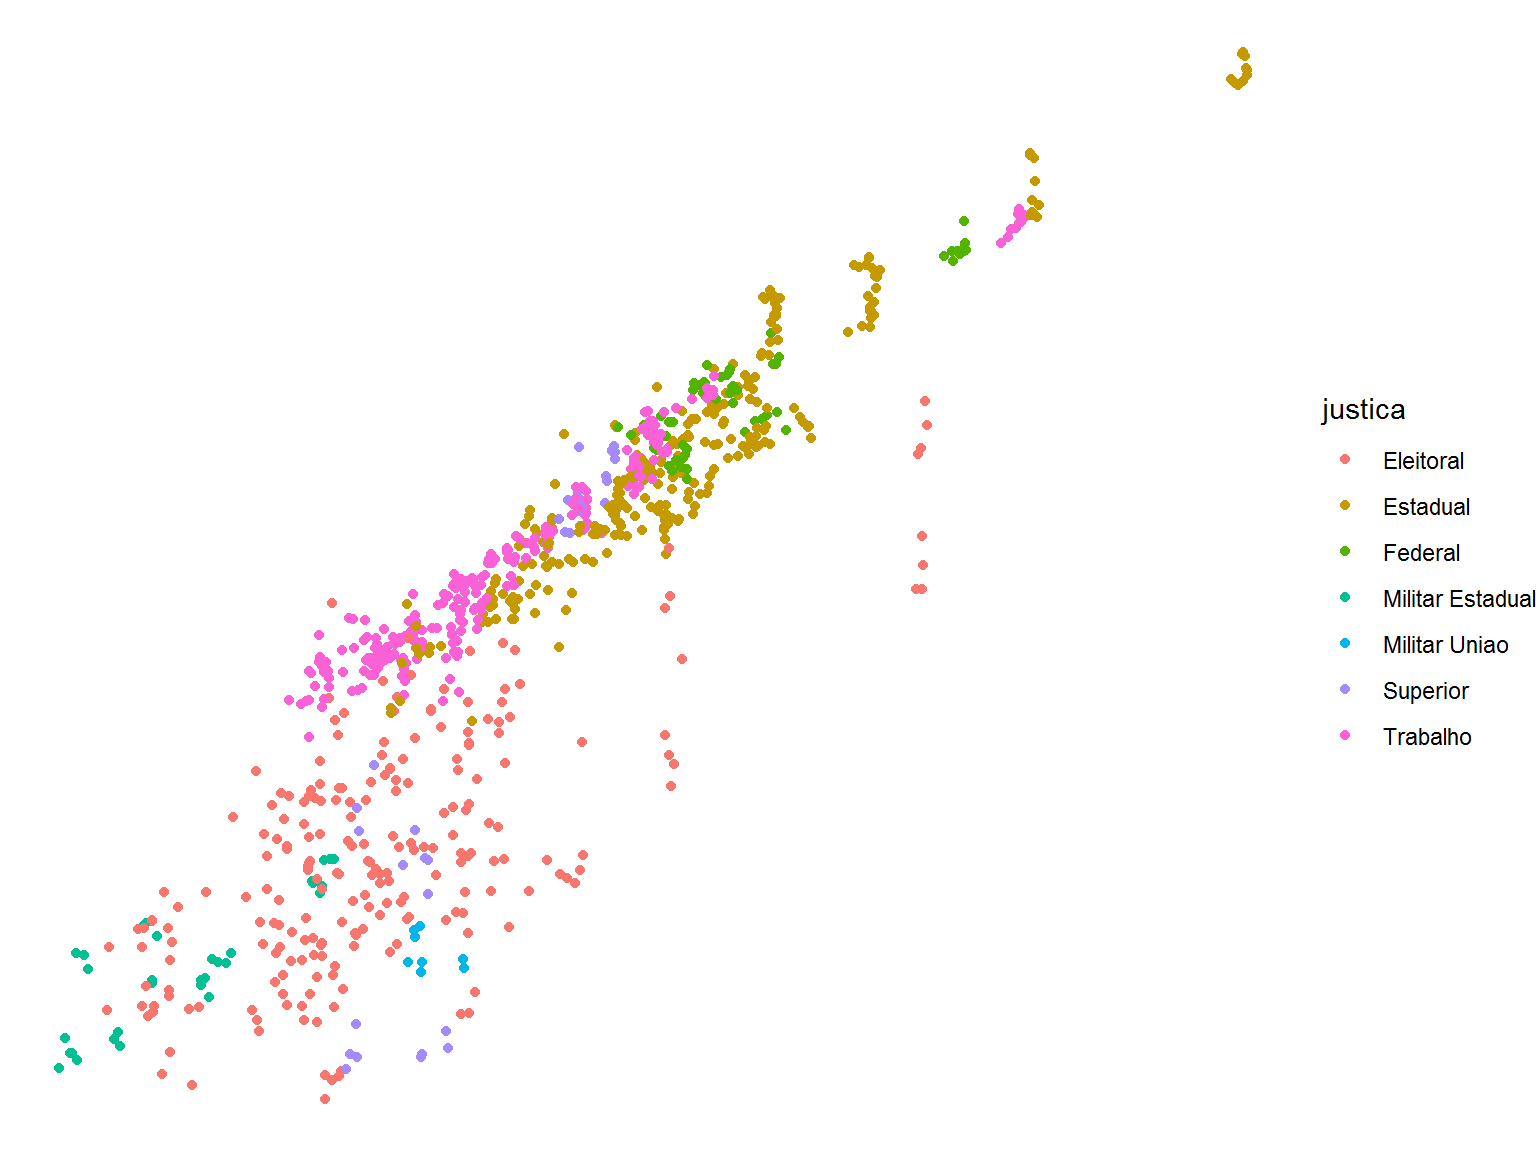 justica
Eleitoral
Estadual
Federal
Militar Estadual
Militar Uniao
Superior
Trabalho